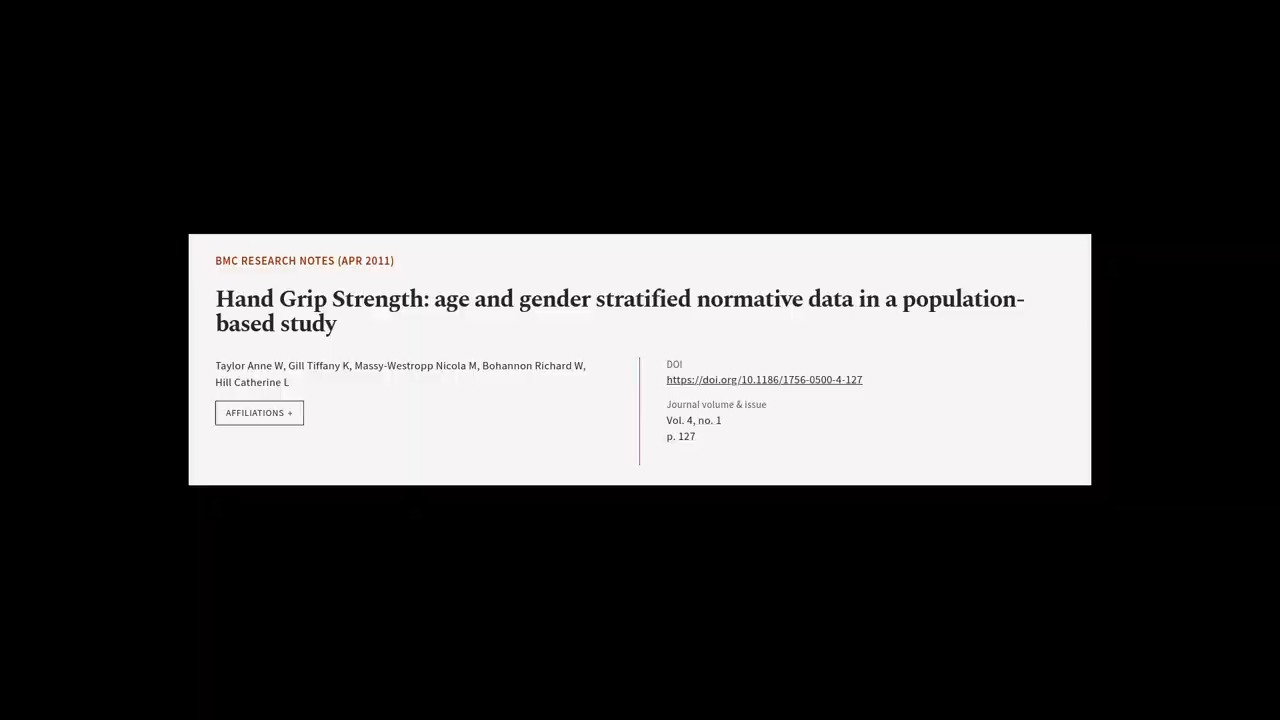 BMC RESEARCH NOTES (APR 2011)
Hand Grip Strength: age and gender stratified normative data in a population-
based study
Taylor Anne W, Gill Tiffany K, Massy-Westropp Nicola M, Bohannon Richard W,
Hill Catherine L
AFFILIATIONS +
DOI
https://doi.org/10.1186/1756-0500-4-127
Journal volume & issue
Vol. 4, no. 1
p. 127